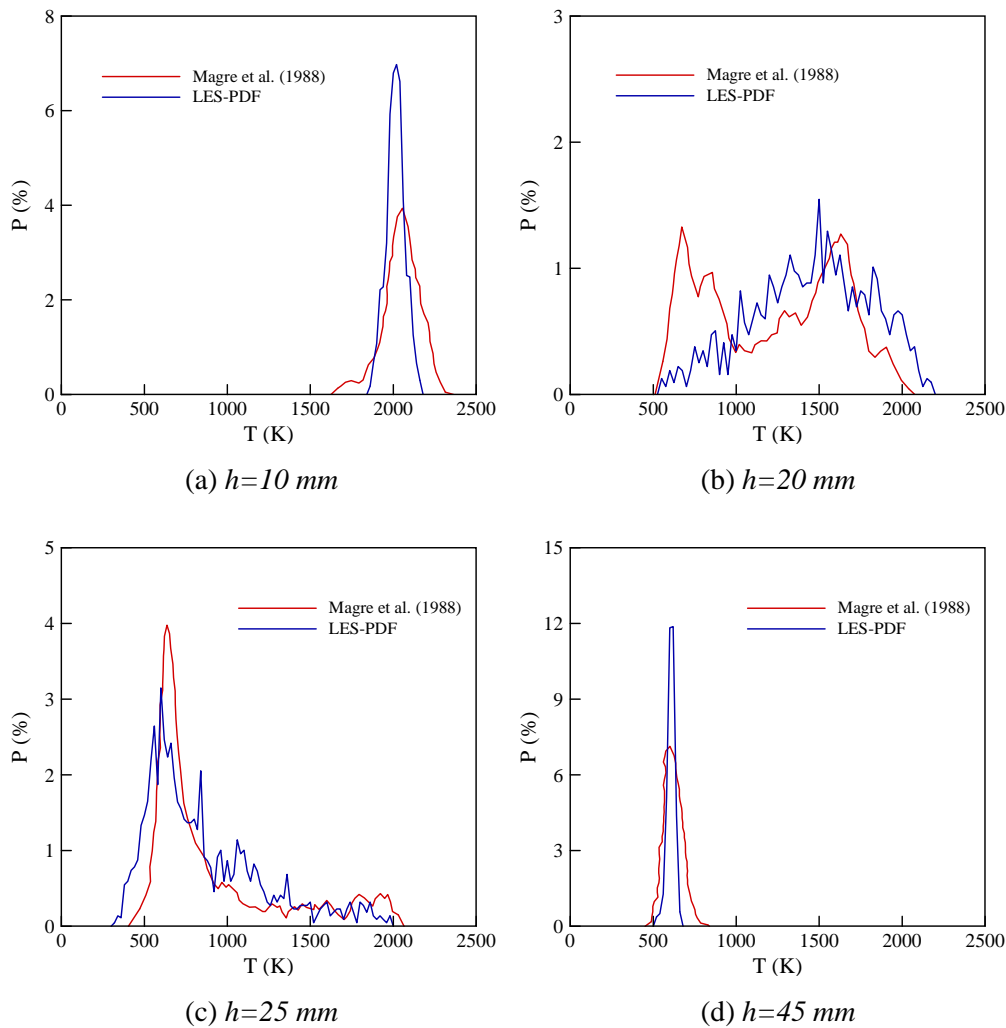 8
6
4
2
0
P (%)
Magre et al. (1988)
LES-PDF
0 500 1000 1500 2000 2500
T (K)
(a) h=10 mm
3
2
1
0
P (%)
Magre et al. (1988)
LES-PDF
0 500 1000 1500 2000 2500
T (K)
(b) h=20 mm
5
4
3
2
1
0
P (%)
Magre et al. (1988)
LES-PDF
0 500 1000 1500 2000 2500
T (K)
(c) h=25 mm
15
12
9
6
3
0
P (%)
Magre et al. (1988)
LES-PDF
0 500 1000 1500 2000 2500
T (K)
(d) h=45 mm